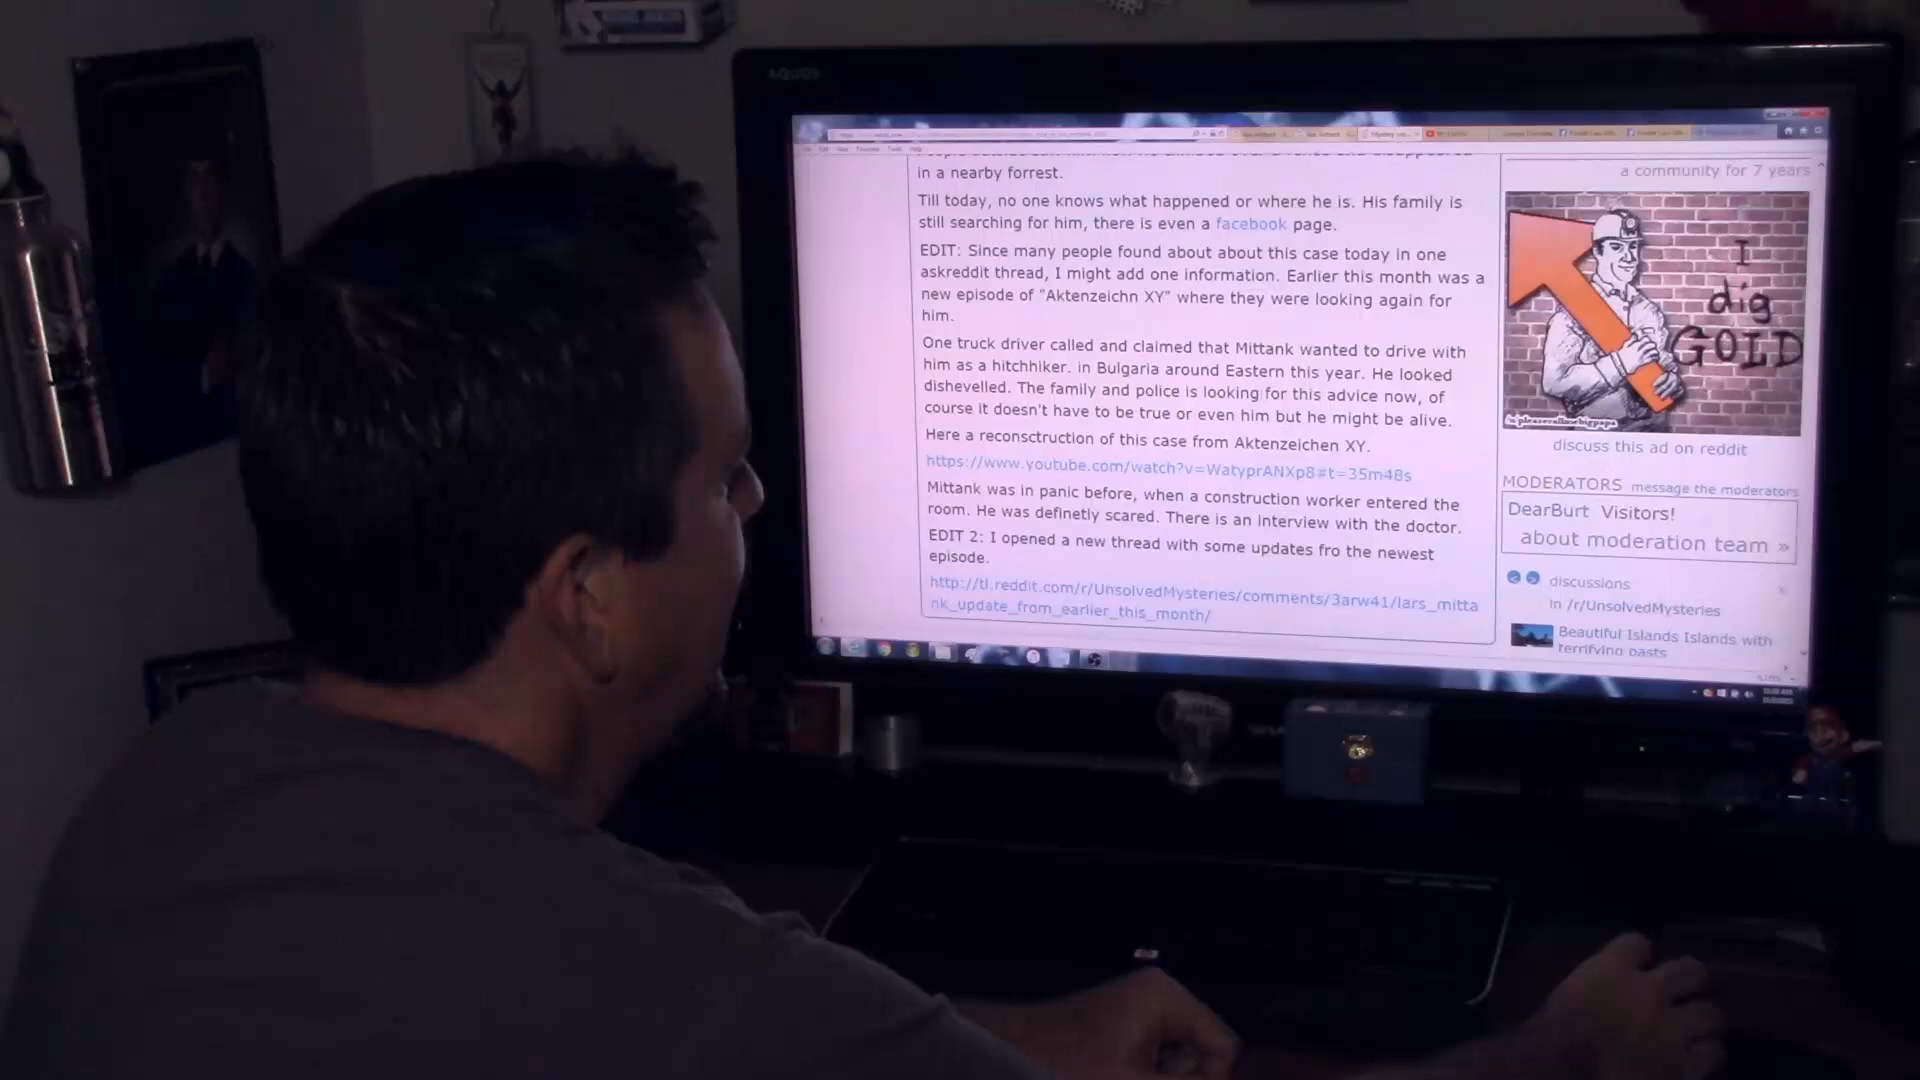 AQUOS
in a nearby forrest.
Till today, no one knows what happened or where he is. His family is
still searching for him, there is even a facebook page.
EDIT: Since many people found about about this case today in one
askreddit thread, I might add one information. Earlier this month was a
new episode of "Aktenzeichn XY" where they were looking again for
him.
One truck driver called and claimed that Mittank wanted to drive with
him as a hitchhiker. in Bulgaria around Eastern this year. He looked
dishevelled. The family and police is looking for this advice now, of
course it doesn't have to be true or even him but he might be alive.
Here a reconsctruction of this case from Aktenzeichen XY.
https://www.youtube.com/watch?v=WatyprANXp8#t=35m48s
Mittank was in panic before, when a construction worker entered the
room. He was definetly scared. There is an interview with the doctor.
EDIT 2: I opened a new thread with some updates fro the newest
episode.
http://tl.reddit.com/r/UnsolvedMysteries/comments/3arw41/lars_mitta
nk_update_from_earlier_this_month/
a community for 7 years
I
dig
GOLD
/u/pleasecallmebigpapa
discuss this ad on reddit
MODERATORS message the moderators
DearBurt Visitors!
about moderation team »
< > discussions
in /r/UnsolvedMysteries
Beautiful Islands Islands with
terrifying pasts